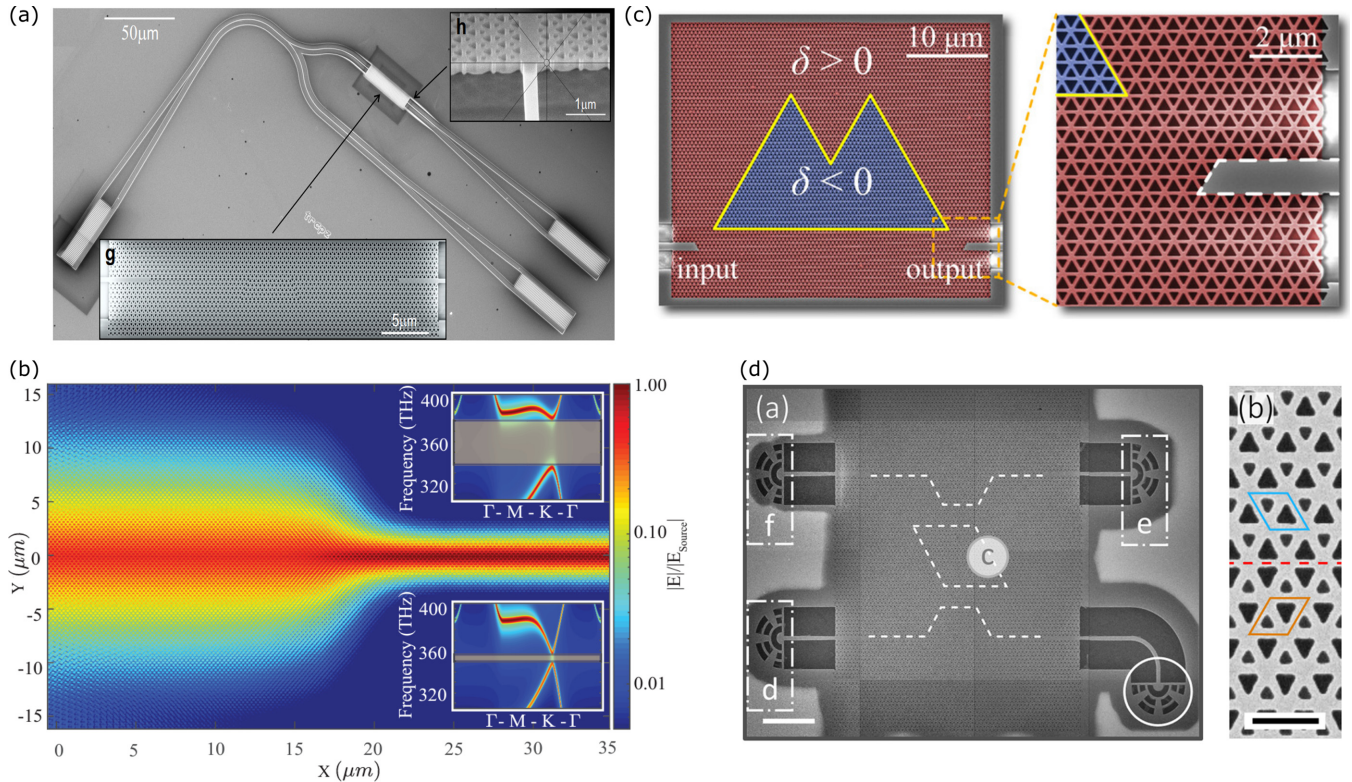 (a)
50μm
h
1μm
traps
g
5μm
(c)
10 μm
δ > 0
δ < 0
input
output
2 μm
(b)
15
10
5
0
-5
-10
-15
Y (μm)
0
5
10
15
20
25
30
35
X (μm)
400
360
320
Frequency (THz)
Γ - M - K - Γ
400
360
320
Frequency (THz)
Γ - M - K - Γ
1.00
0.10
0.01
|E|/|E_Source|
(d)
(a)
f
e
c
d
(b)